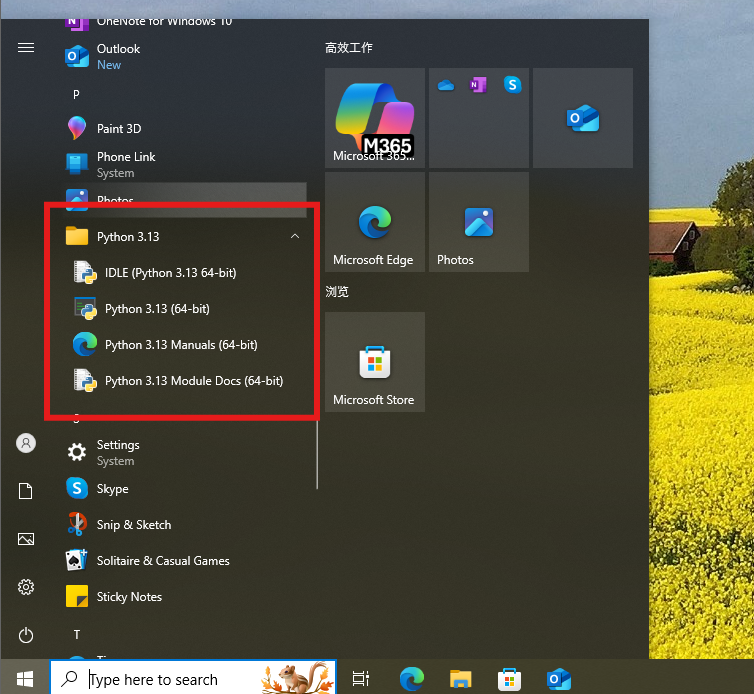 OneNote for Windows 10
Outlook
New
P
Paint 3D
Phone Link
System
Photos
Python 3.13
IDLE (Python 3.13 64-bit)
Python 3.13 (64-bit)
Python 3.13 Manuals (64-bit)
Python 3.13 Module Docs (64-bit)
S
Settings
System
Skype
Snip & Sketch
Solitaire & Casual Games
Sticky Notes
T
高效工作
M365
Microsoft 365...
Microsoft Edge
Photos
浏览
Microsoft Store
Type here to search